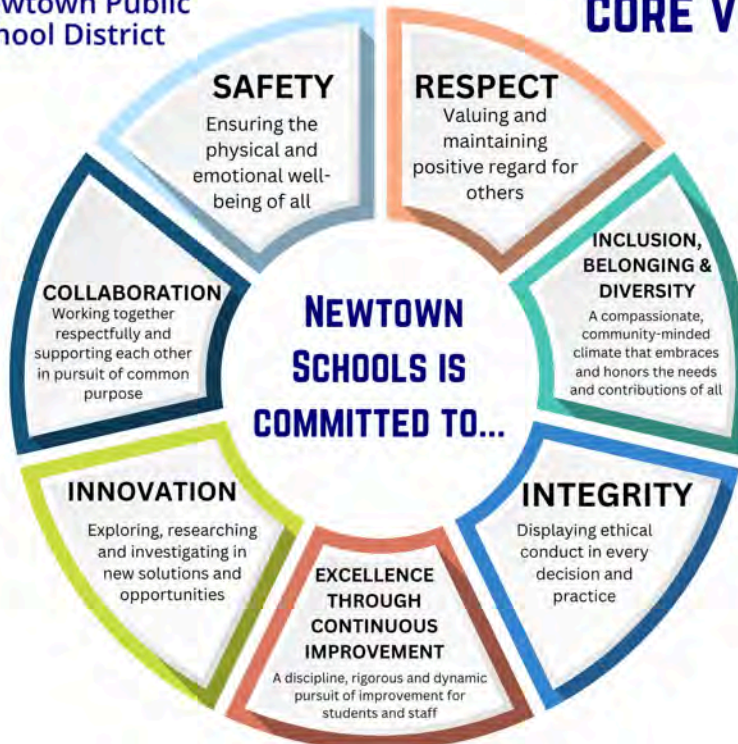 ewtown Public
hool District
CORE V
SAFETY
Ensuring the
physical and
emotional well-
being of all
RESPECT
Valuing and
maintaining
positive regard for
others
INCLUSION,
BELONGING &
DIVERSITY
A compassionate,
community-minded
climate that embraces
and honors the needs
and contributions of all
INTEGRITY
Displaying ethical
conduct in every
decision and
practice
EXCELLENCE
THROUGH
CONTINUOUS
IMPROVEMENT
A discipline, rigorous and dynamic
pursuit of improvement for
students and staff
INNOVATION
Exploring, researching
and investigating in
new solutions and
opportunities
COLLABORATION
Working together
respectfully and
supporting each other
in pursuit of common
purpose
NEWTOWN
SCHOOLS IS
COMMITTED TO...